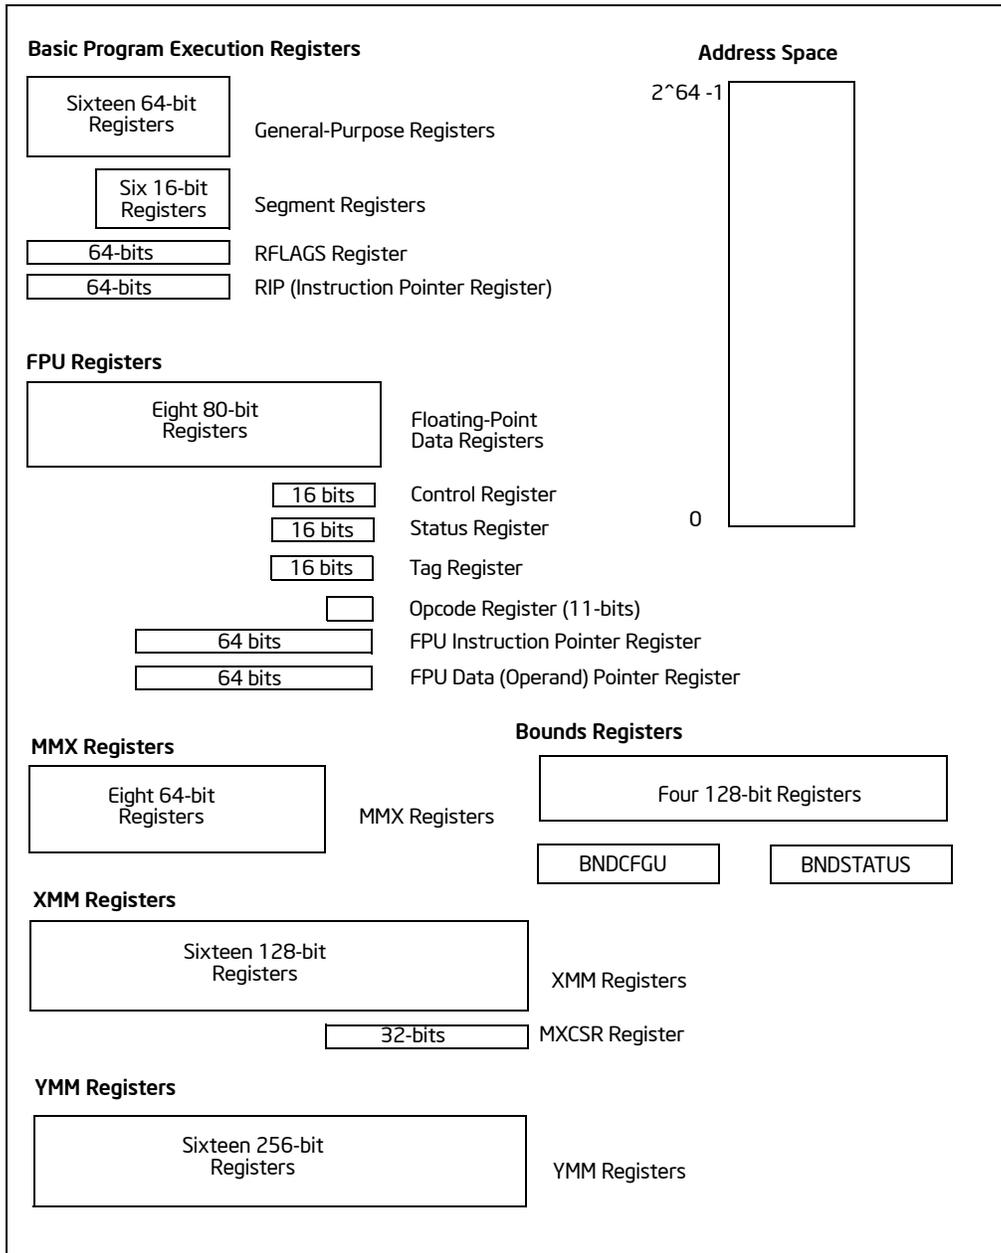 Basic Program Execution Registers
Address Space
2^64 -1
Sixteen 64-bit
Registers
General-Purpose Registers
Six 16-bit
Registers
Segment Registers
64-bits
RFLAGS Register
64-bits
RIP (Instruction Pointer Register)
FPU Registers
Eight 80-bit
Registers
Floating-Point
Data Registers
16 bits
Control Register
0
16 bits
Status Register
16 bits
Tag Register
Opcode Register (11-bits)
64 bits
FPU Instruction Pointer Register
64 bits
FPU Data (Operand) Pointer Register
MMX Registers
Eight 64-bit
Registers
MMX Registers
Bounds Registers
Four 128-bit Registers
BNDCFGU
BNDSTATUS
XMM Registers
Sixteen 128-bit
Registers
XMM Registers
32-bits
MXCSR Register
YMM Registers
Sixteen 256-bit
Registers
YMM Registers